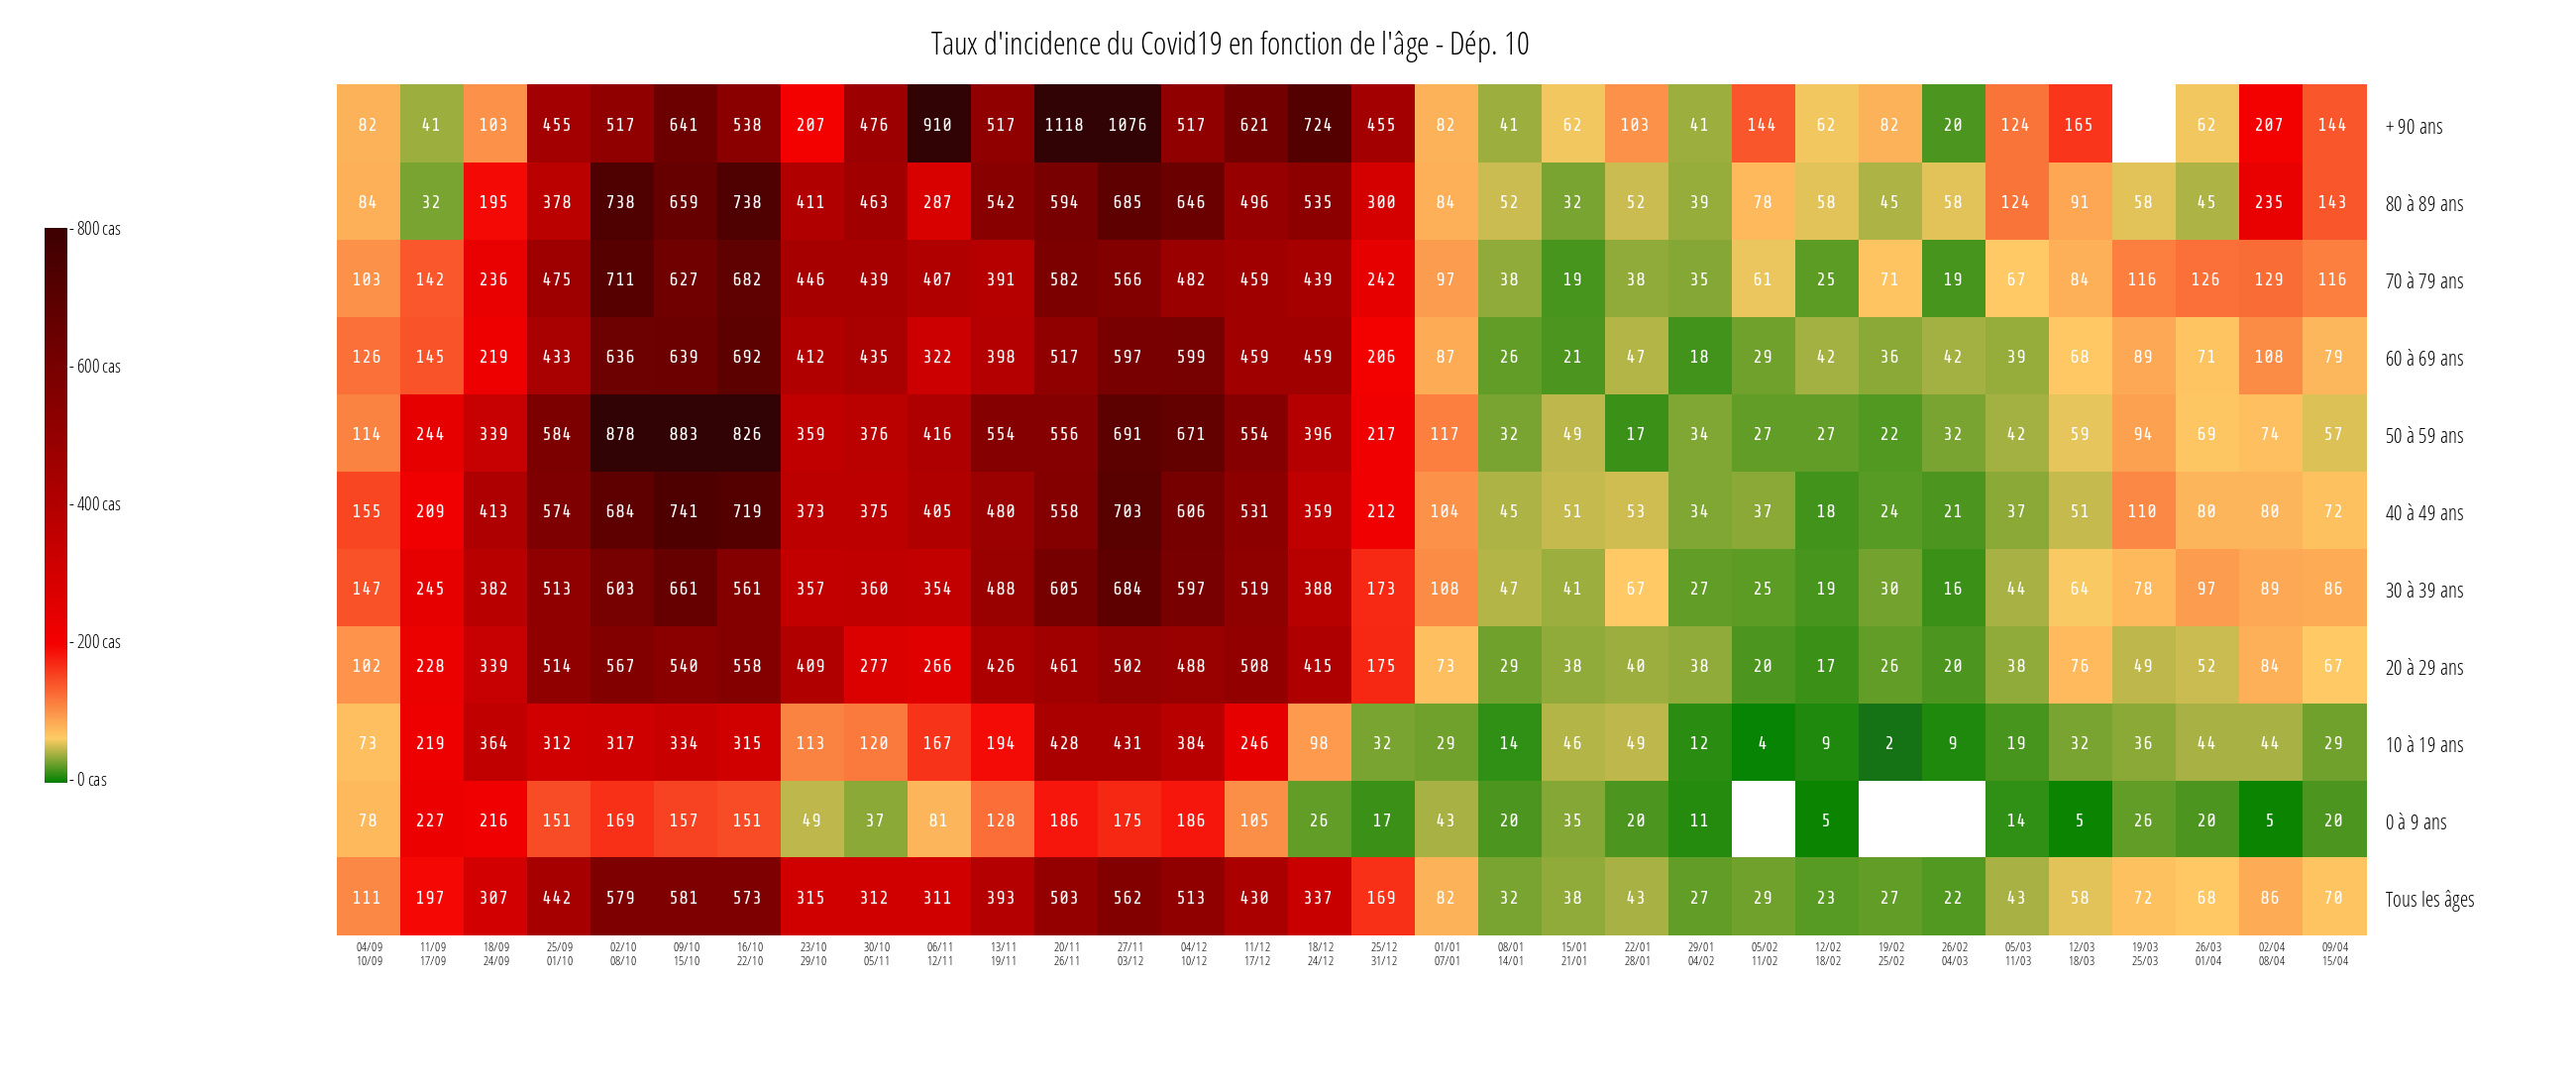 Taux d'incidence du Covid19 en fonction de l'âge - Dép. 10
82 41 103 455 517 641 538 207 476 910 517 1118 1076 517 621 724 455 82 41 62 103 41 144 62 82 20 124 165 62 207 144 + 90 ans
84 32 195 378 738 659 738 411 463 287 542 594 685 646 496 535 300 84 52 32 52 39 78 58 45 58 124 91 58 45 235 143 80 à 89 ans
- 800 cas
103 142 236 475 711 627 682 446 439 407 391 582 566 482 459 439 242 97 38 19 38 35 61 25 71 19 67 84 116 126 129 116 70 à 79 ans
126 145 219 433 636 639 692 412 435 322 398 517 597 599 459 459 206 87 26 21 47 18 29 42 36 42 39 68 89 71 108 79 60 à 69 ans
- 600 cas
114 244 339 584 878 883 826 359 376 416 554 556 691 671 554 396 217 117 32 49 17 34 27 27 22 32 42 59 94 69 74 57 50 à 59 ans
- 400 cas
155 209 413 574 684 741 719 373 375 405 480 558 703 606 531 359 212 104 45 51 53 34 37 18 24 21 37 51 110 80 80 72 40 à 49 ans
147 245 382 513 603 661 561 357 360 354 488 605 684 597 519 388 173 108 47 41 67 27 25 19 30 16 44 64 78 97 89 86 30 à 39 ans
- 200 cas
102 228 339 514 567 540 558 409 277 266 426 461 502 488 508 415 175 73 29 38 40 38 20 17 26 20 38 76 49 52 84 67 20 à 29 ans
73 219 364 312 317 334 315 113 120 167 194 428 431 384 246 98 32 29 14 46 49 12 4 9 2 9 19 32 36 44 44 29 10 à 19 ans
- 0 cas
78 227 216 151 169 157 151 49 37 81 128 186 175 186 105 26 17 43 20 35 20 11 5 14 5 26 20 5 20 0 à 9 ans
111 197 307 442 579 581 573 315 312 311 393 503 562 513 430 337 169 82 32 38 43 27 29 23 27 22 43 58 72 68 86 70 Tous les âges
04/09 11/09 18/09 25/09 02/10 09/10 16/10 23/10 30/10 06/11 13/11 20/11 27/11 04/12 11/12 18/12 25/12 01/01 08/01 15/01 22/01 29/01 05/02 12/02 19/02 26/02 05/03 12/03 19/03 26/03 02/04 09/04
10/09 17/09 24/09 01/10 08/10 15/10 22/10 29/10 05/11 12/11 19/11 26/11 03/12 10/12 17/12 24/12 31/12 07/01 14/01 21/01 28/01 04/02 11/02 18/02 25/02 04/03 11/03 18/03 25/03 01/04 08/04 15/04